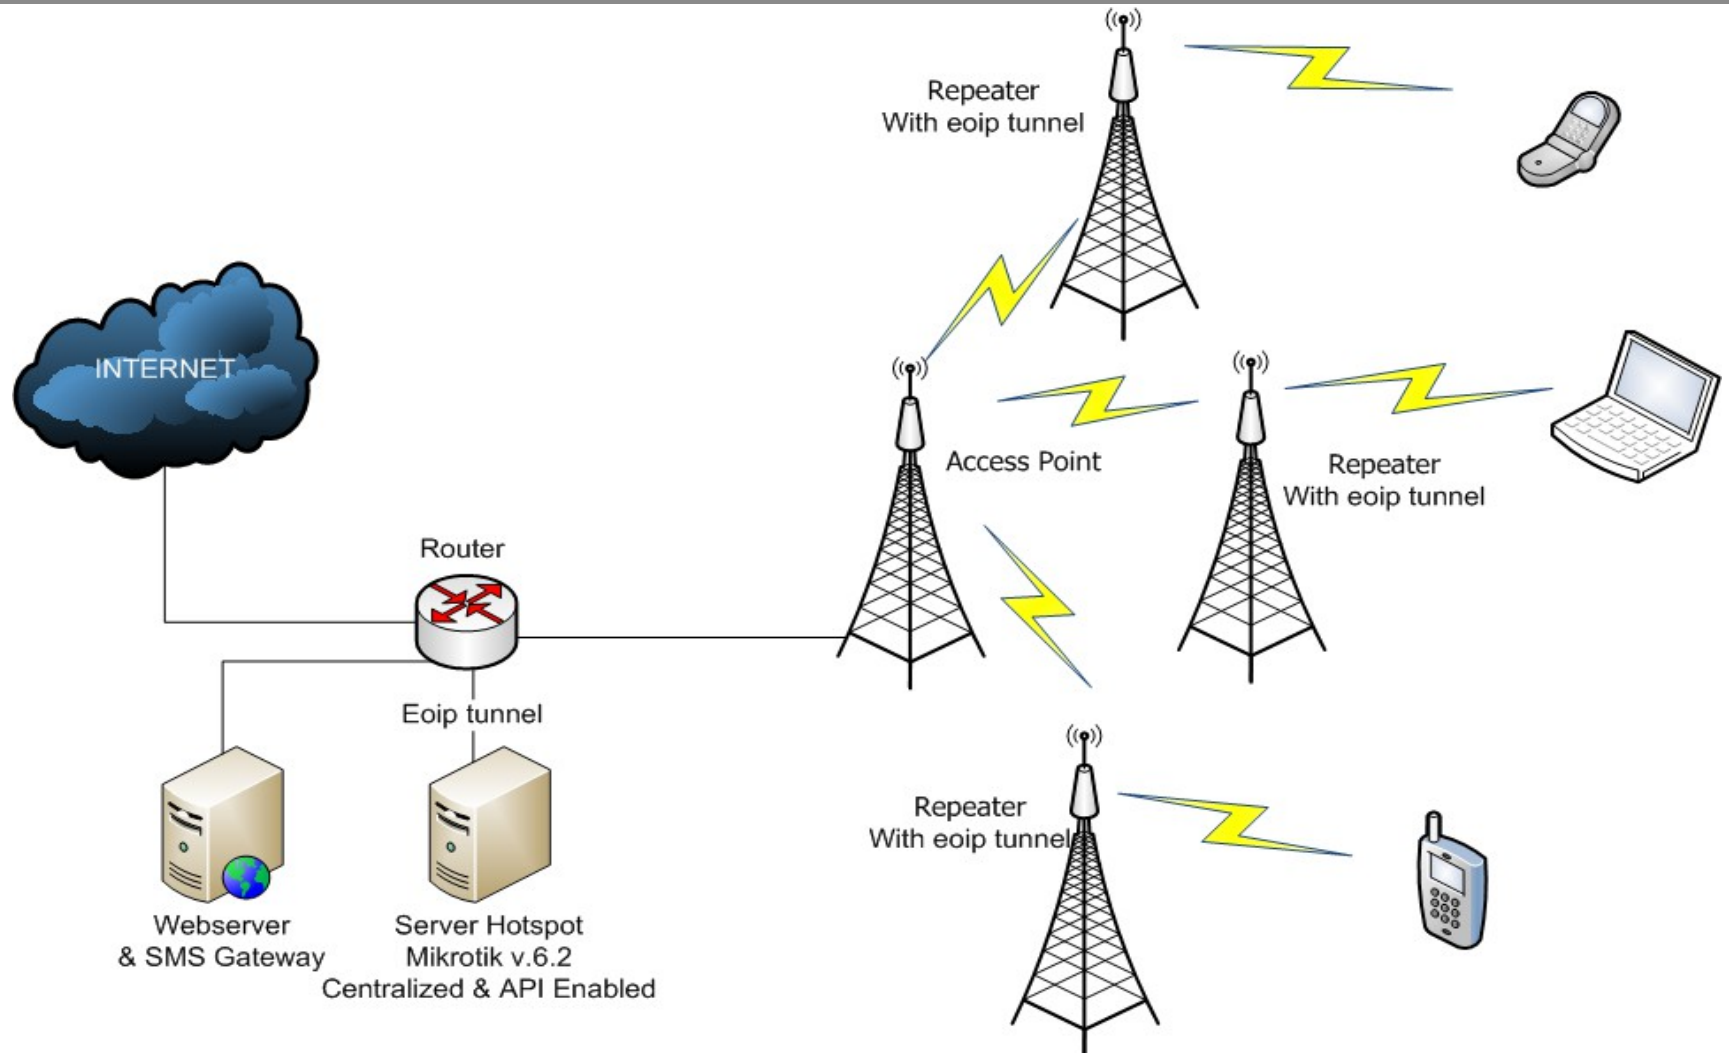 Repeater
With eoip tunnel
INTERNET
Access Point
Repeater
With eoip tunnel
Router
Eoip tunnel
Repeater
With eoip tunnel
Webserver
& SMS Gateway
Server Hotspot
Mikrotik v.6.2
Centralized & API Enabled